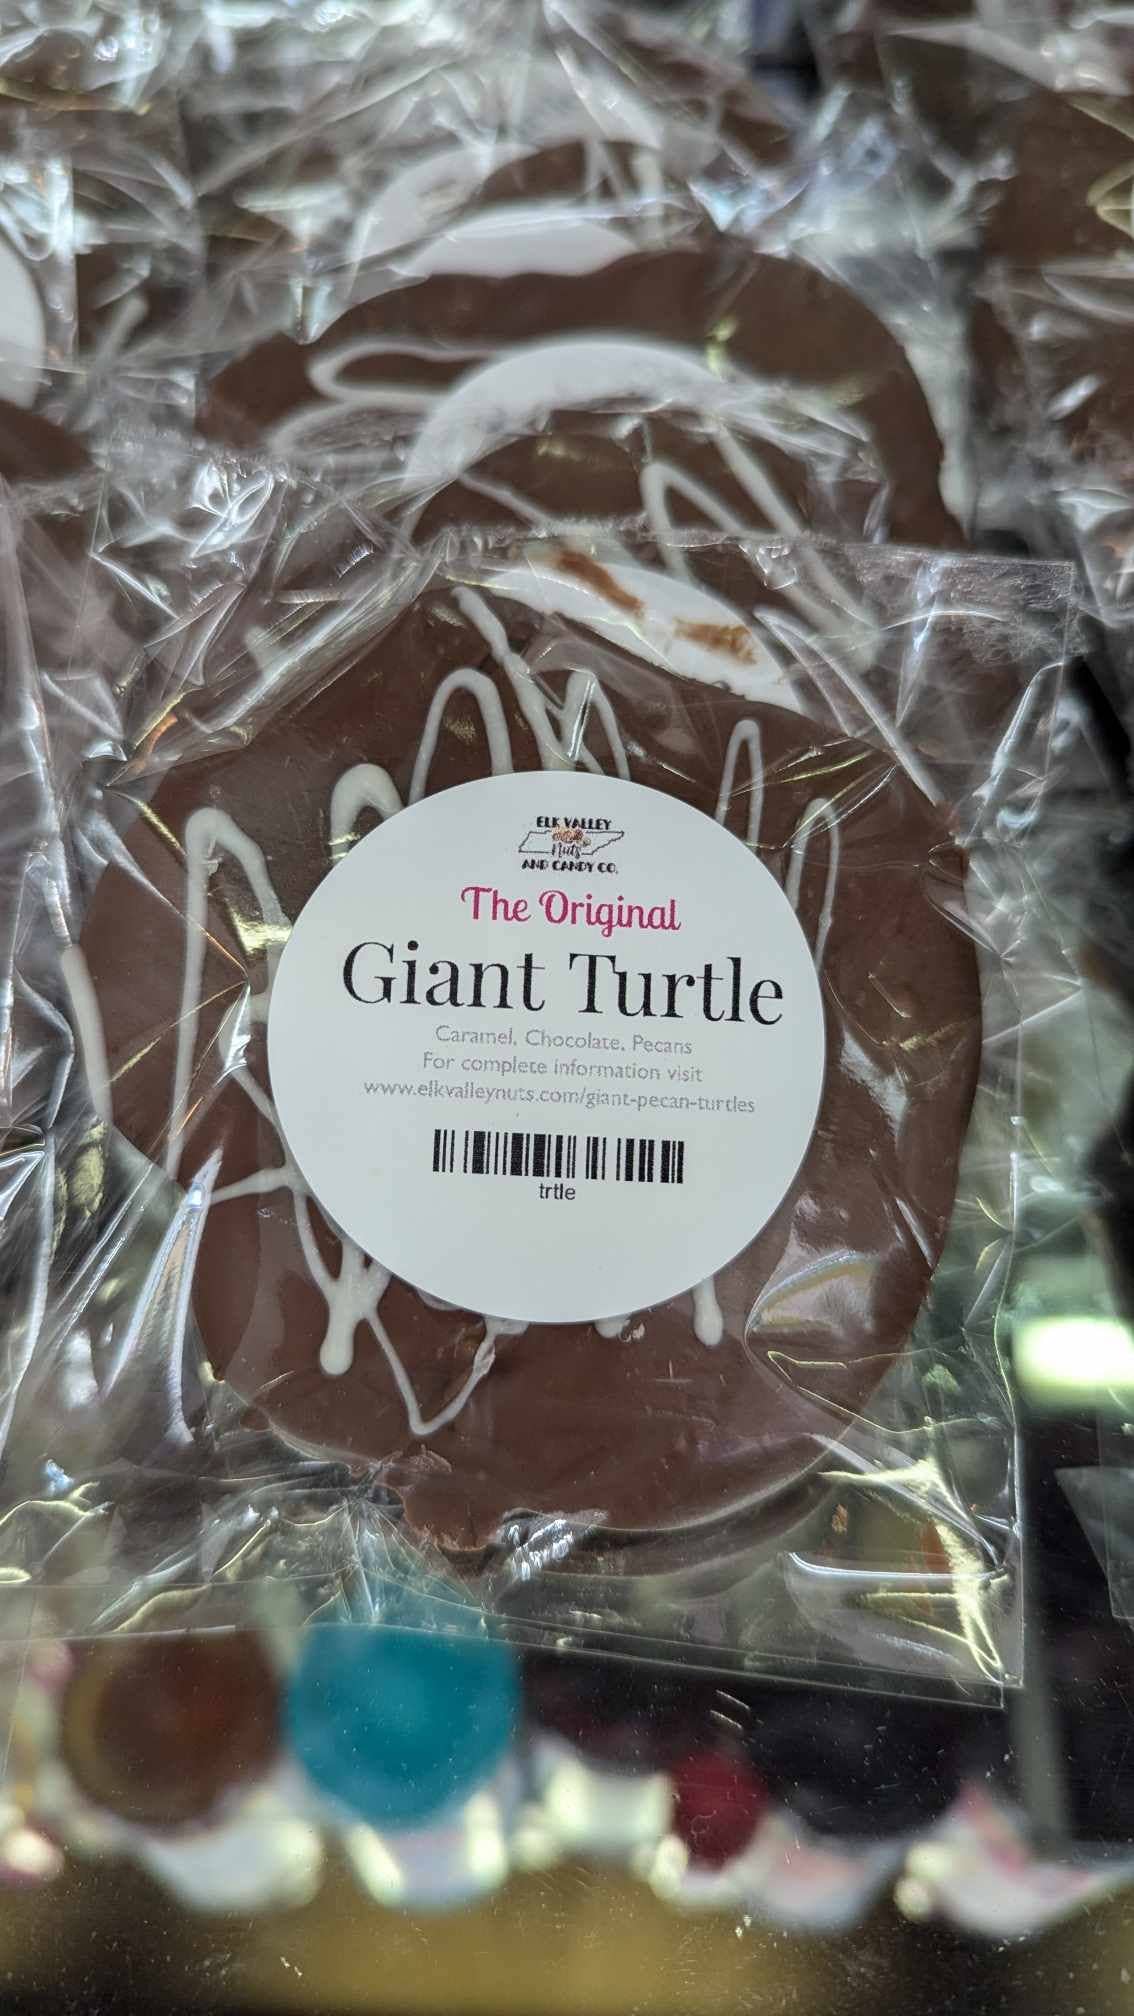 ELK VALLEY
Nuts
AND CANDY CO.
The Original
Giant Turtle
Caramel, Chocolate, Pecans
For complete information visit
www.elkvalleynuts.com/giant-pecan-turtles
trtle